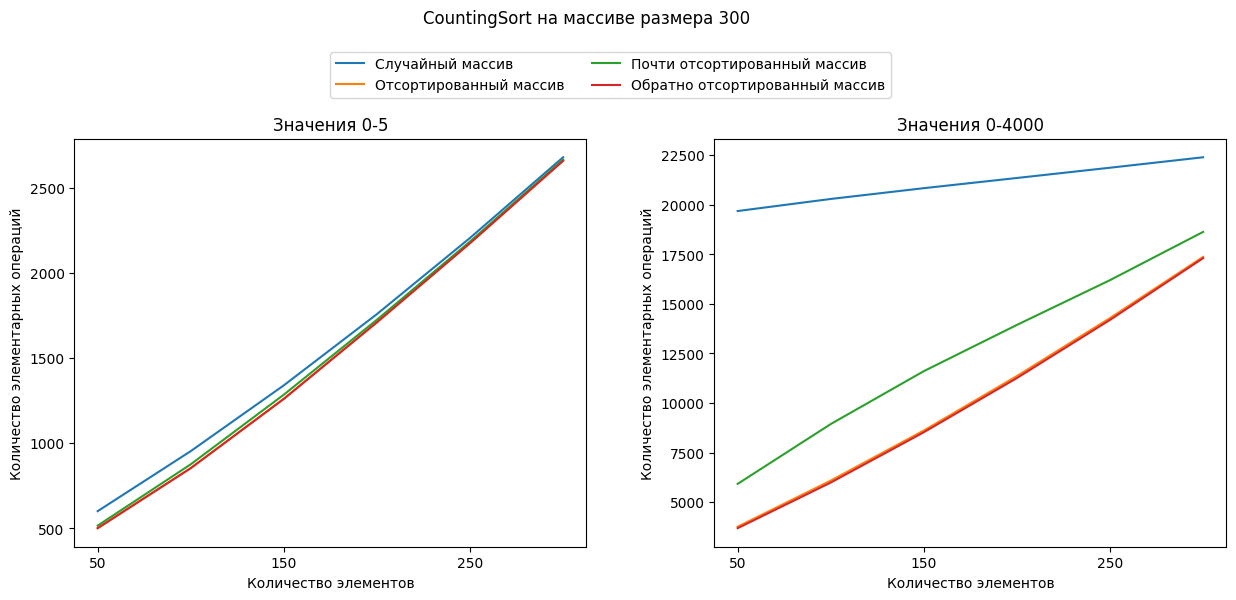 CountingSort на массиве размера 300
Случайный массив
Отсортированный массив
Почти отсортированный массив
Обратно отсортированный массив
Значения 0-5
Количество элементарных операций
2500
2000
1500
1000
500
50
150
250
Количество элементов
Значения 0-4000
Количество элементарных операций
22500
20000
17500
15000
12500
10000
7500
5000
50
150
250
Количество элементов